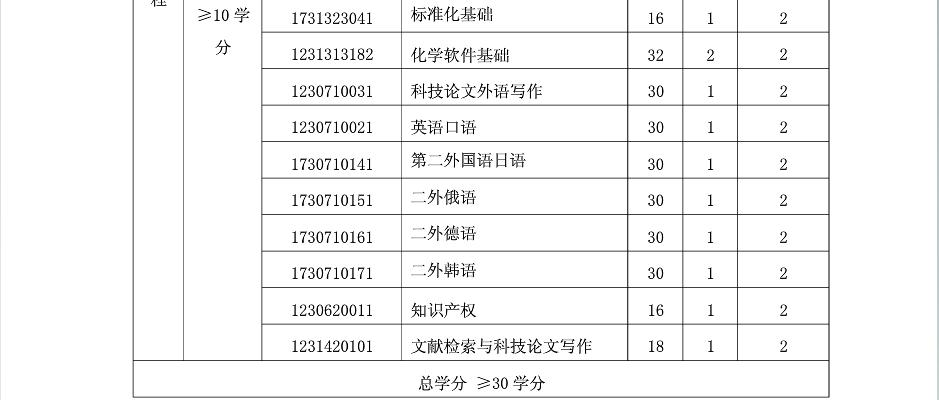 程
≥10 学
分
1731323041 标准化基础 16 1 2
1231313182 化学软件基础 32 2 2
1230710031 科技论文外语写作 30 1 2
1230710021 英语口语 30 1 2
1730710141 第二外国语日语 30 1 2
1730710151 二外俄语 30 1 2
1730710161 二外德语 30 1 2
1730710171 二外韩语 30 1 2
1230620011 知识产权 16 1 2
1231420101 文献检索与科技论文写作 18 1 2
总学分 ≥30 学分